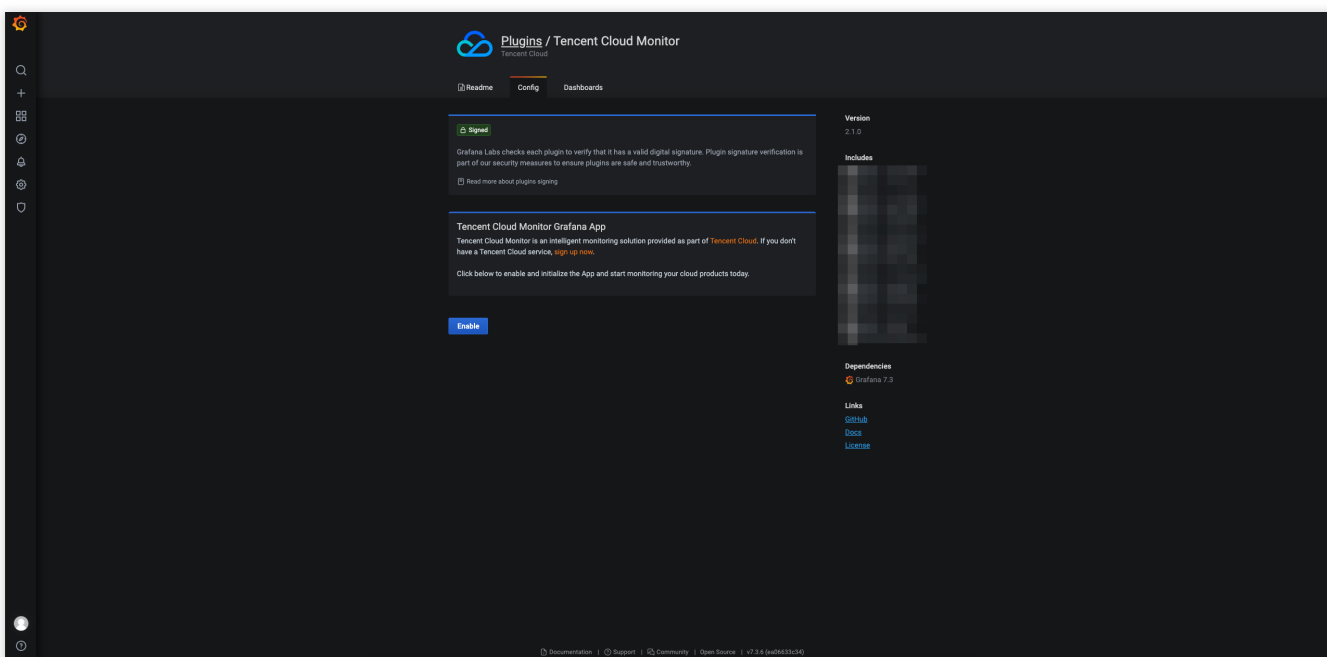 Plugins / Tencent Cloud Monitor
Tencent Cloud
Readme Config Dashboards
Signed
Grafana Labs checks each plugin to verify that it has a valid digital signature. Plugin signature verification is
part of our security measures to ensure plugins are safe and trustworthy.
Read more about plugins signing
Tencent Cloud Monitor Grafana App
Tencent Cloud Monitor is an intelligent monitoring solution provided as part of Tencent Cloud. If you don't
have a Tencent Cloud service, sign up now.
Click below to enable and initialize the App and start monitoring your cloud products today.
Enable
Version
2.1.0
Includes
Dependencies
Grafana 7.3
Links
GitHub
Docs
License
Documentation | Support | Community | Open Source | v7.3.6 (ea06633c34)